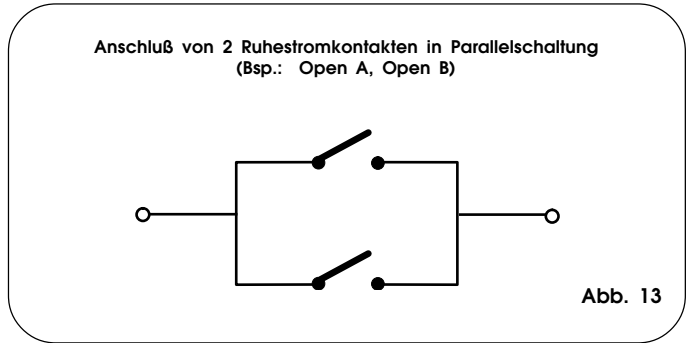 Anschluß von 2 Ruhestromkontakten in Parallelschaltung
(Bsp.: Open A, Open B)
Abb. 13